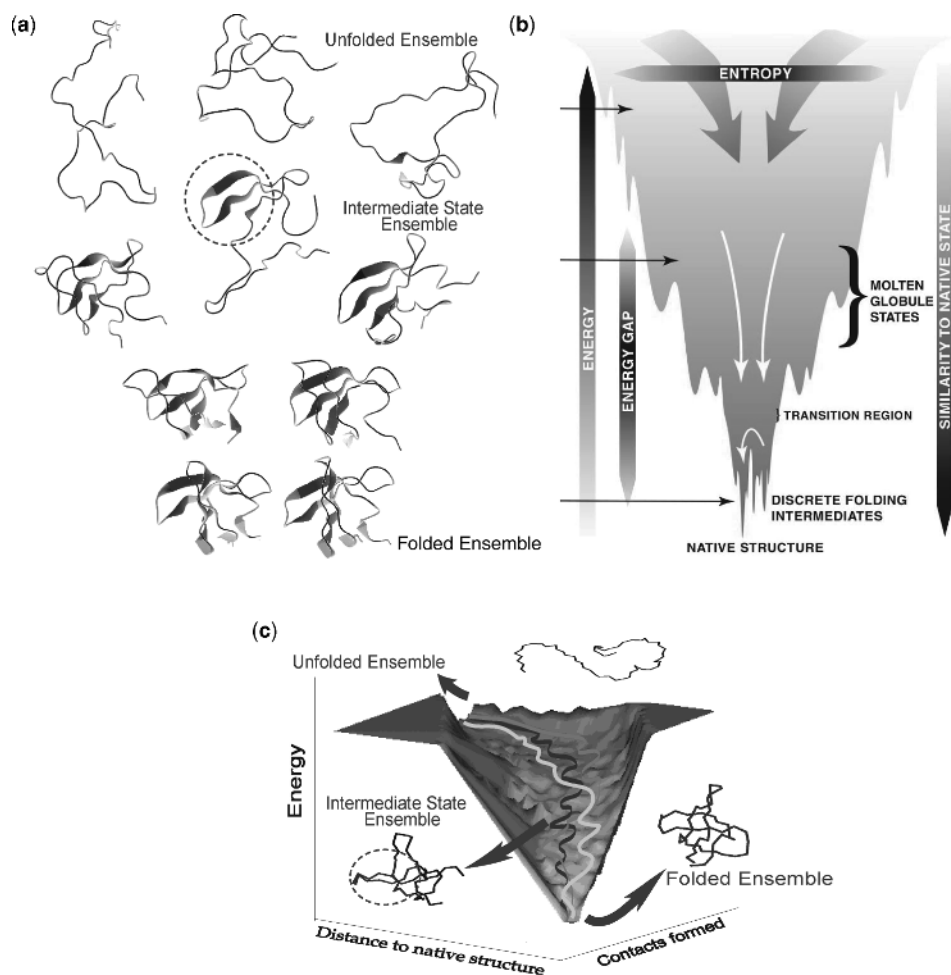 (a)
Unfolded Ensemble
Intermediate State
Ensemble
Folded Ensemble
(b)
ENTROPY
ENERGY
ENERGY GAP
MOLTEN
GLOBULE
STATES
TRANSITION REGION
DISCRETE FOLDING
INTERMEDIATES
NATIVE STRUCTURE
SIMILARITY TO NATIVE STATE
(c)
Unfolded Ensemble
Energy
Intermediate State
Ensemble
Folded Ensemble
Distance to native structure
Contacts formed